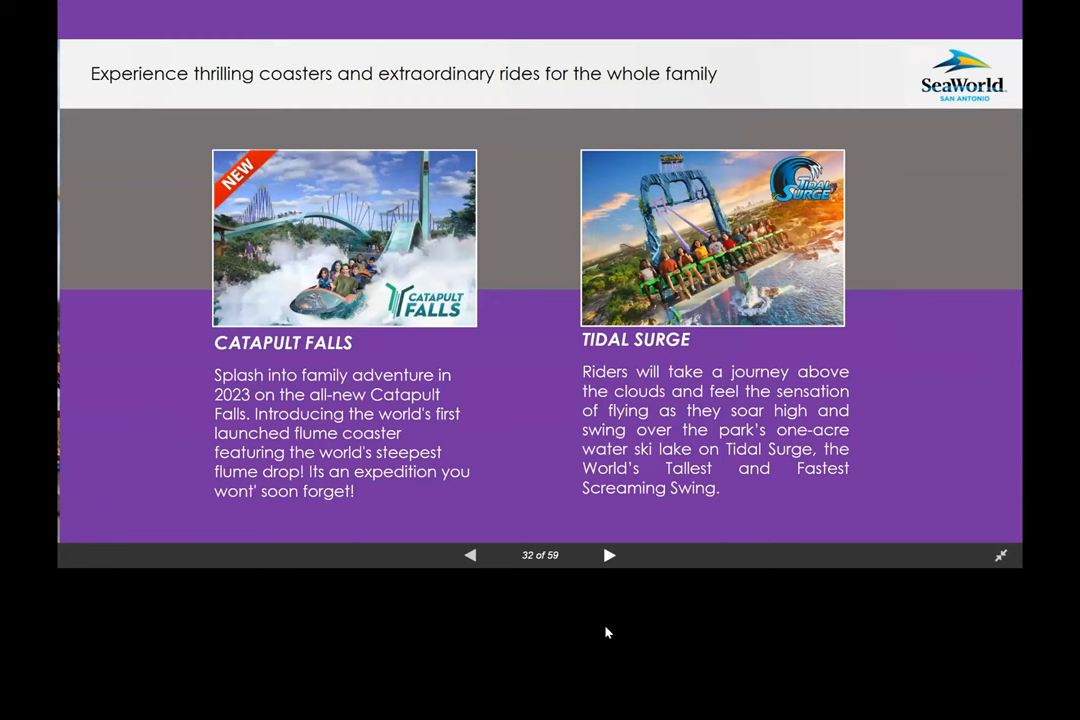 Experience thrilling coasters and extraordinary rides for the whole family
SeaWorld
SAN ANTONIO
NEW
CATAPULT
FALLS
TIDAL
SURGE
CATAPULT FALLS
Splash into family adventure in
2023 on the all-new Catapult
Falls. Introducing the world's first
launched flume coaster
featuring the world's steepest
flume drop! Its an expedition you
wont' soon forget!
TIDAL SURGE
Riders will take a journey above
the clouds and feel the sensation
of flying as they soar high and
swing over the park's one-acre
water ski lake on Tidal Surge, the
World's Tallest and Fastest
Screaming Swing.
32 of 59